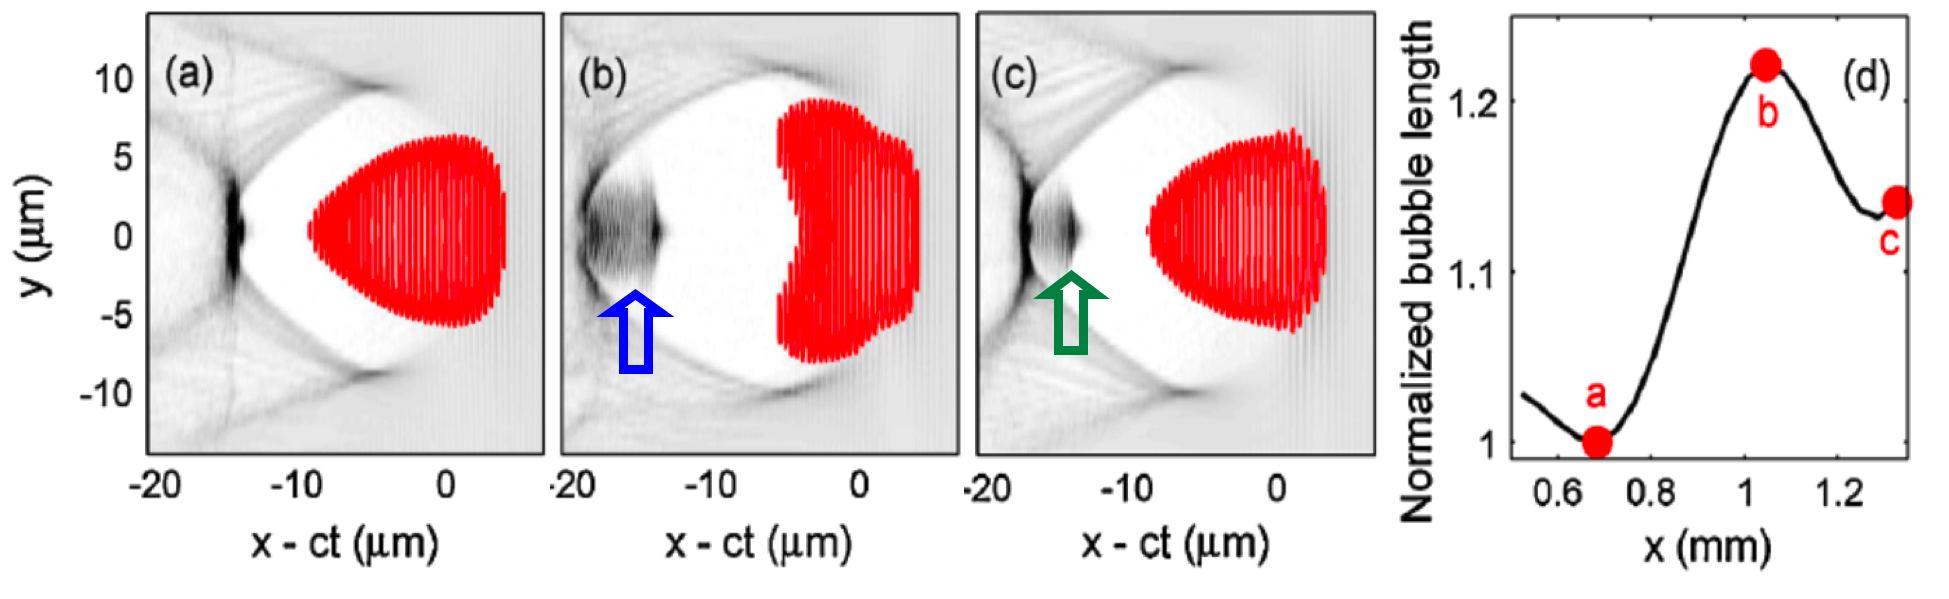 (a)
(b)
(c)
(d)
y (μm)
10
5
0
-5
-10
-20 -10 0
x - ct (μm)
-20 -10 0
x - ct (μm)
-20 -10 0
x - ct (μm)
Normalized bubble length
1.2
1.1
1
a
b
c
0.6 0.8 1 1.2
x (mm)